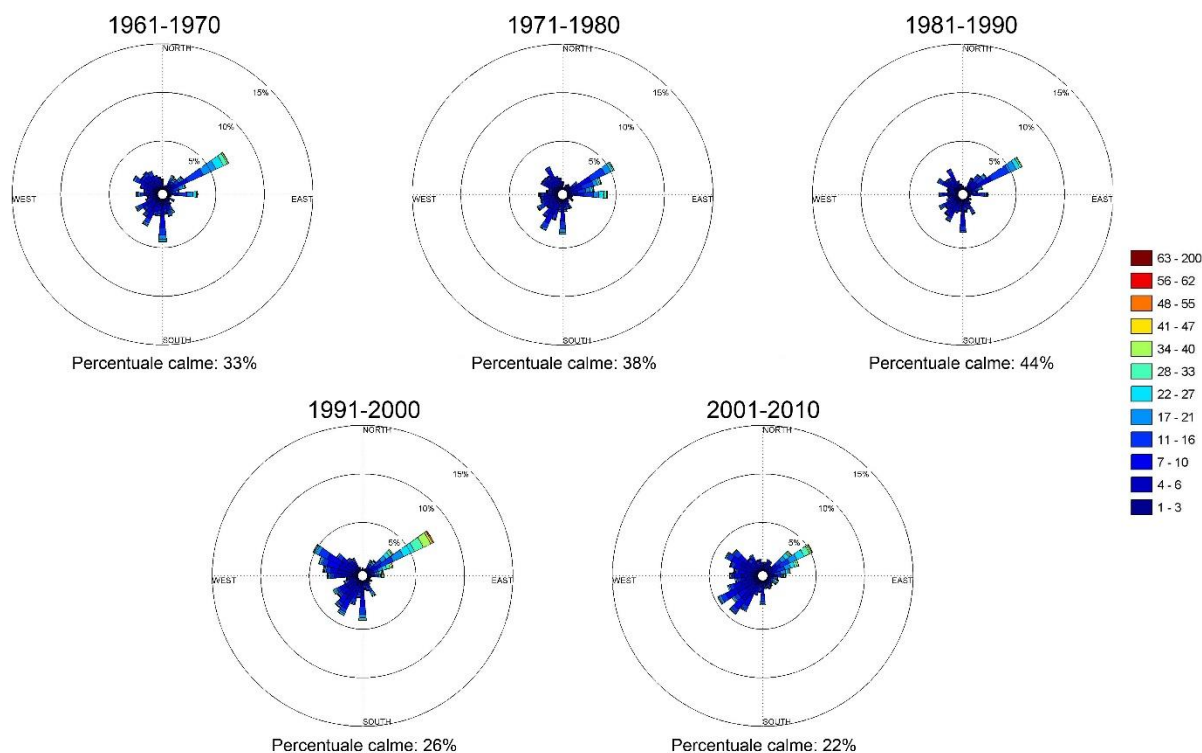 1961-1970
NORTH
15%
10%
5%
WEST
EAST
SOUTH
Percentuale calme: 33%
1971-1980
NORTH
15%
10%
5%
WEST
EAST
SOUTH
Percentuale calme: 38%
1981-1990
NORTH
15%
10%
5%
WEST
EAST
SOUTH
Percentuale calme: 44%
63 - 200
56 - 62
48 - 55
41 - 47
34 - 40
28 - 33
22 - 27
17 - 21
11 - 16
7 - 10
4 - 6
1 - 3
1991-2000
NORTH
15%
10%
5%
WEST
EAST
SOUTH
Percentuale calme: 26%
2001-2010
NORTH
15%
10%
5%
WEST
EAST
SOUTH
Percentuale calme: 22%